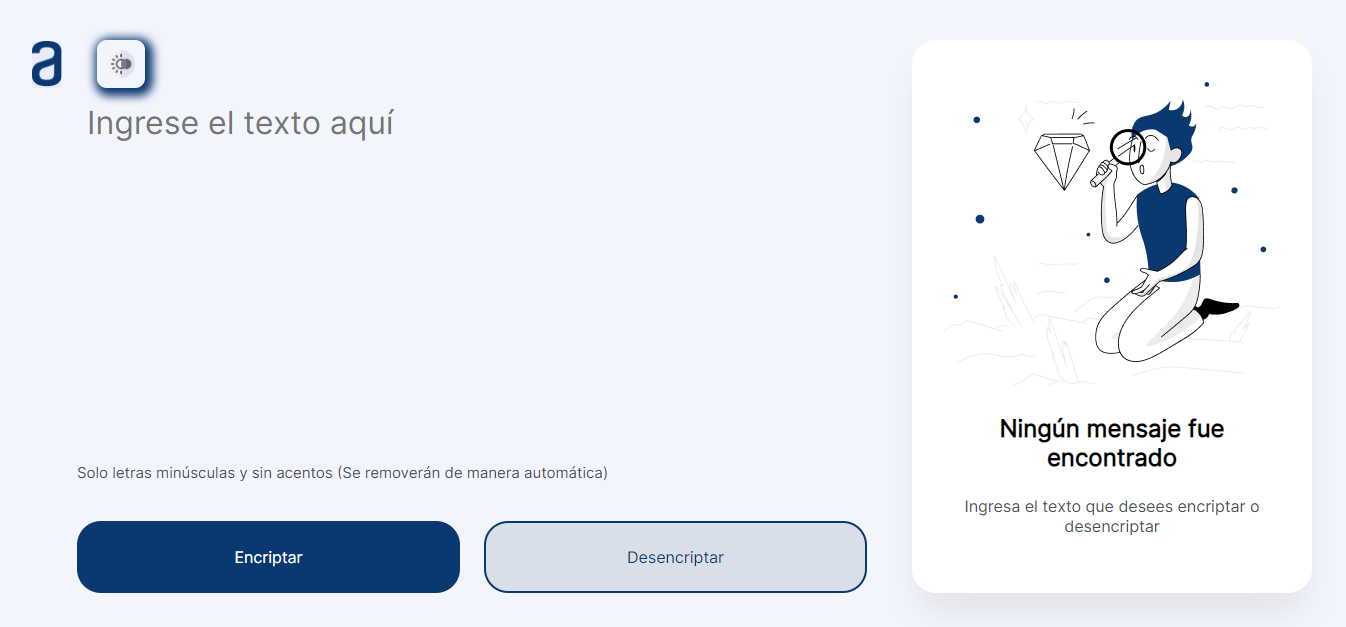 a
Ingrese el texto aquí
Solo letras minúsculas y sin acentos (Se removerán de manera automática)
Encriptar
Desencriptar
Ningún mensaje fue
encontrado
Ingresa el texto que desees encriptar o
desencriptar